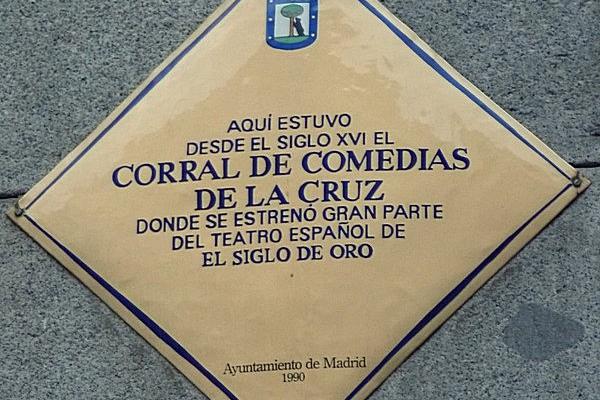 AQUÍ ESTUVO
DESDE EL SIGLO XVI EL
CORRAL DE COMEDIAS
DE LA CRUZ
DONDE SE ESTRENÓ GRAN PARTE
DEL TEATRO ESPAÑOL DE
EL SIGLO DE ORO
Ayuntamiento de Madrid
1990